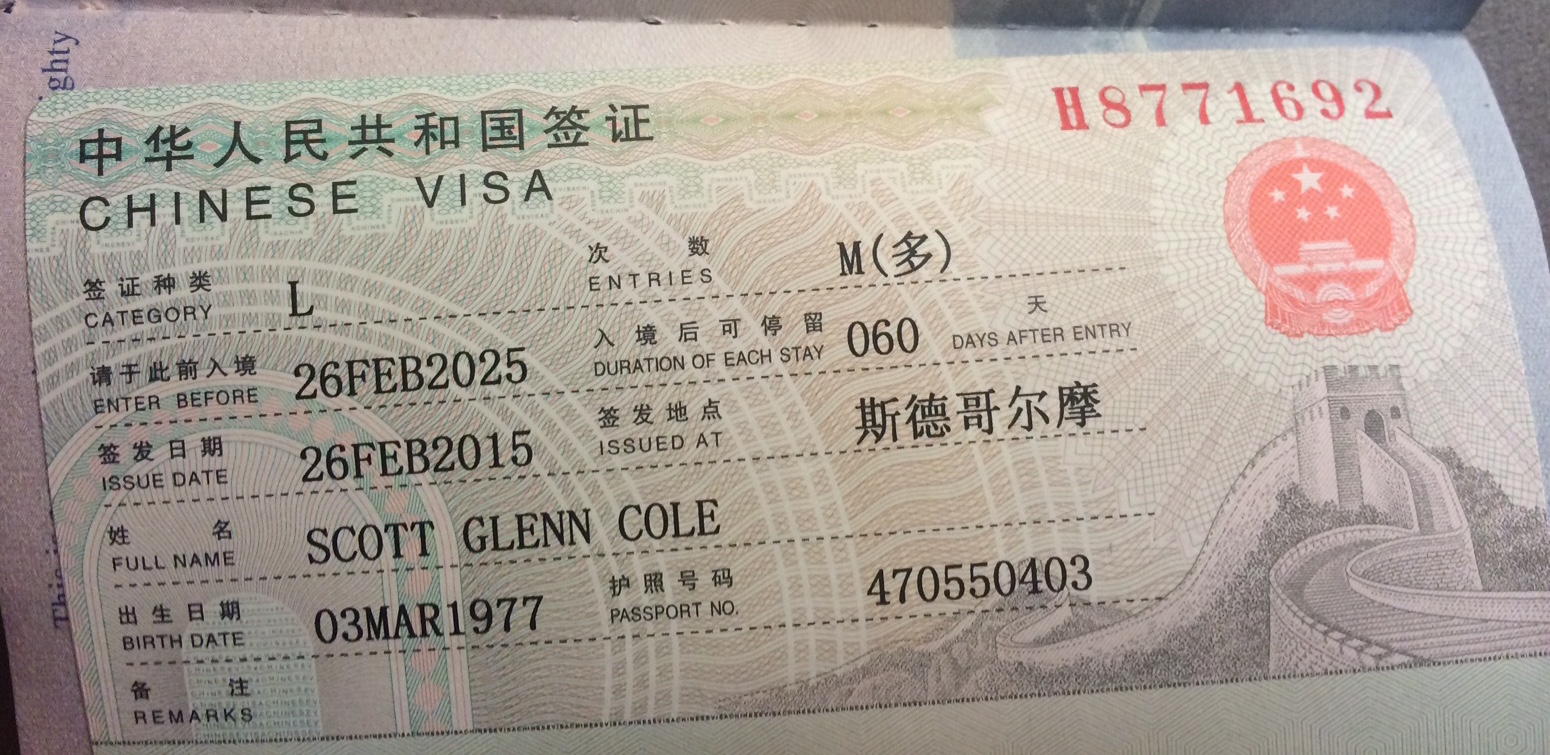 中华人民共和国签证
H8771692
CHINESE VISA
签证种类 L 次数 M(多)
CATEGORY ENTRIES
请于此前入境 26FEB2025 入境后可停留 060 天
ENTER BEFORE DURATION OF EACH STAY DAYS AFTER ENTRY
签发日期 26FEB2015 签发地点 斯德哥尔摩
ISSUE DATE ISSUED AT
姓名 SCOTT GLENN COLE
FULL NAME
出生日期 03MAR1977 护照号码 470550403
BIRTH DATE PASSPORT NO.
备注
REMARKS
ighty
This is